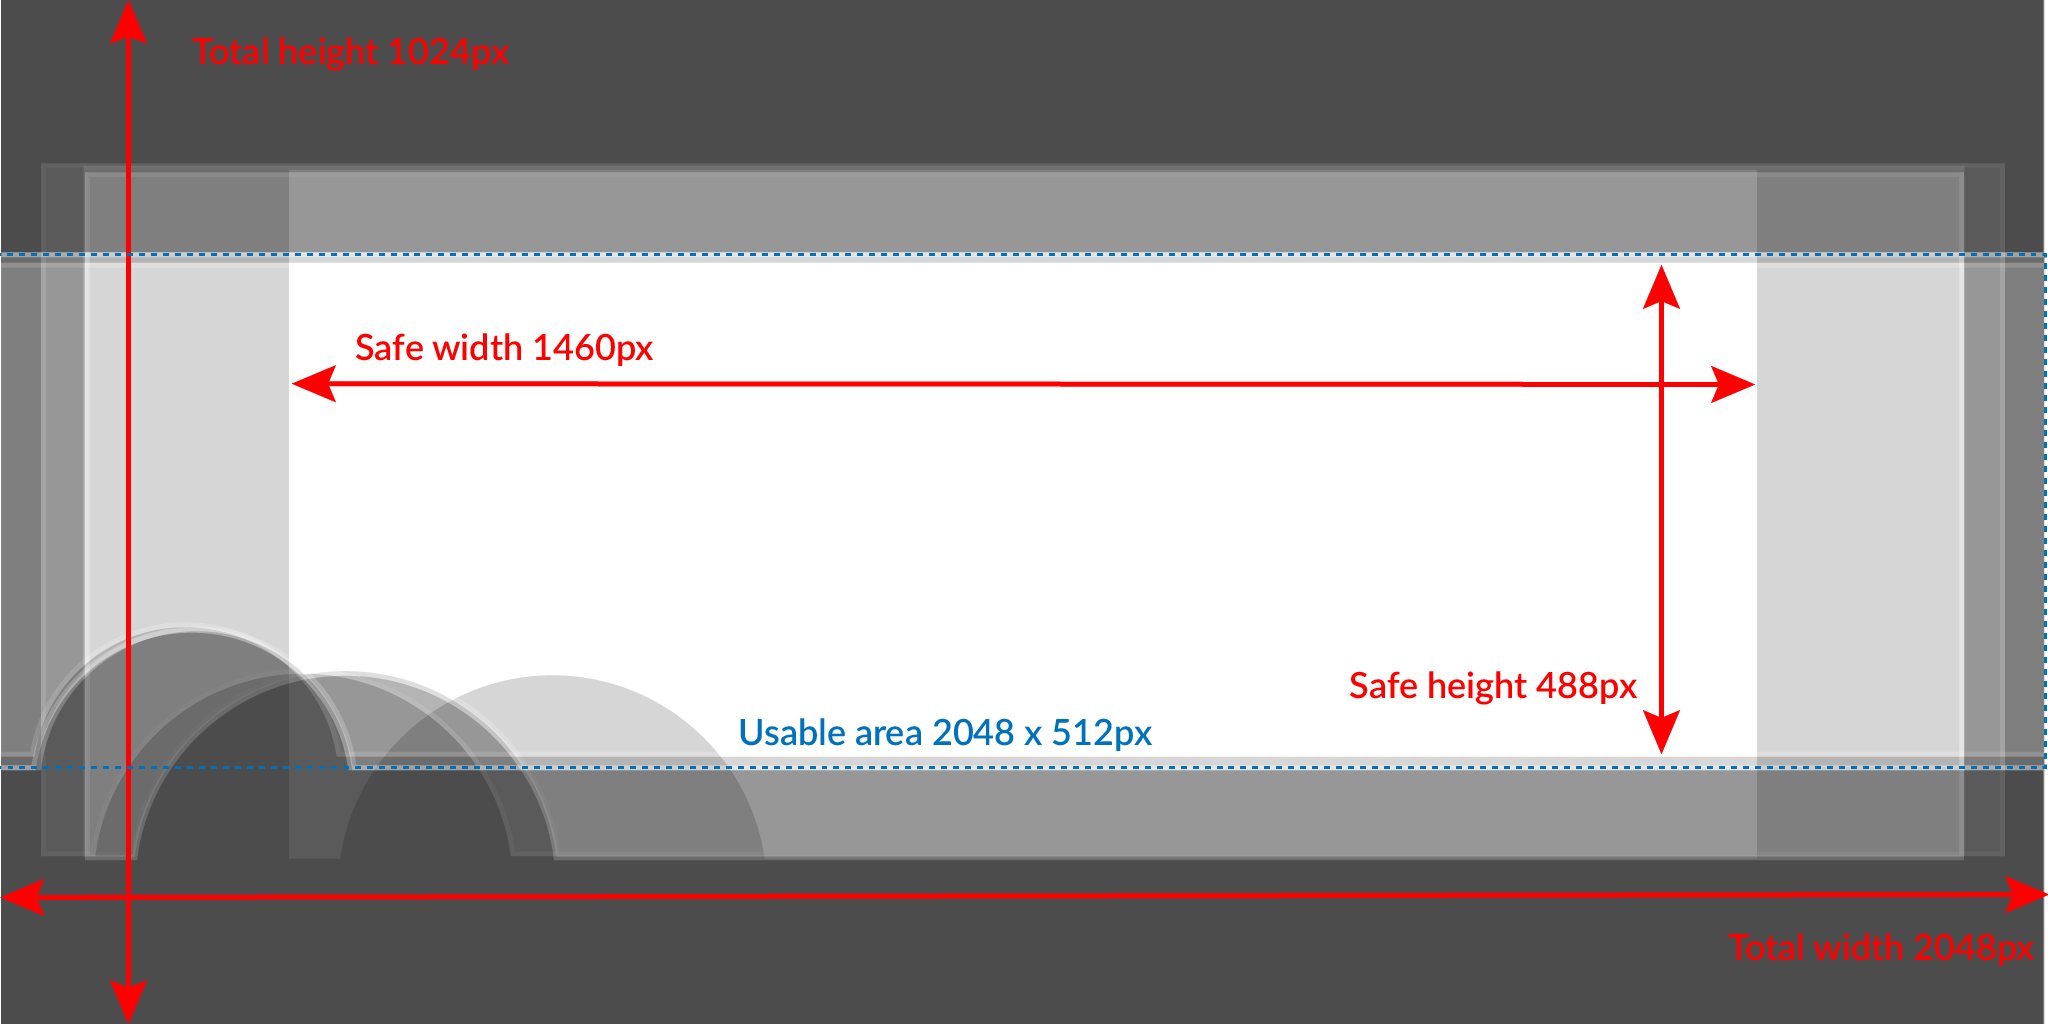 Total height 1024px
Safe width 1460px
Safe height 488px
Usable area 2048 x 512px
Total width 2048px